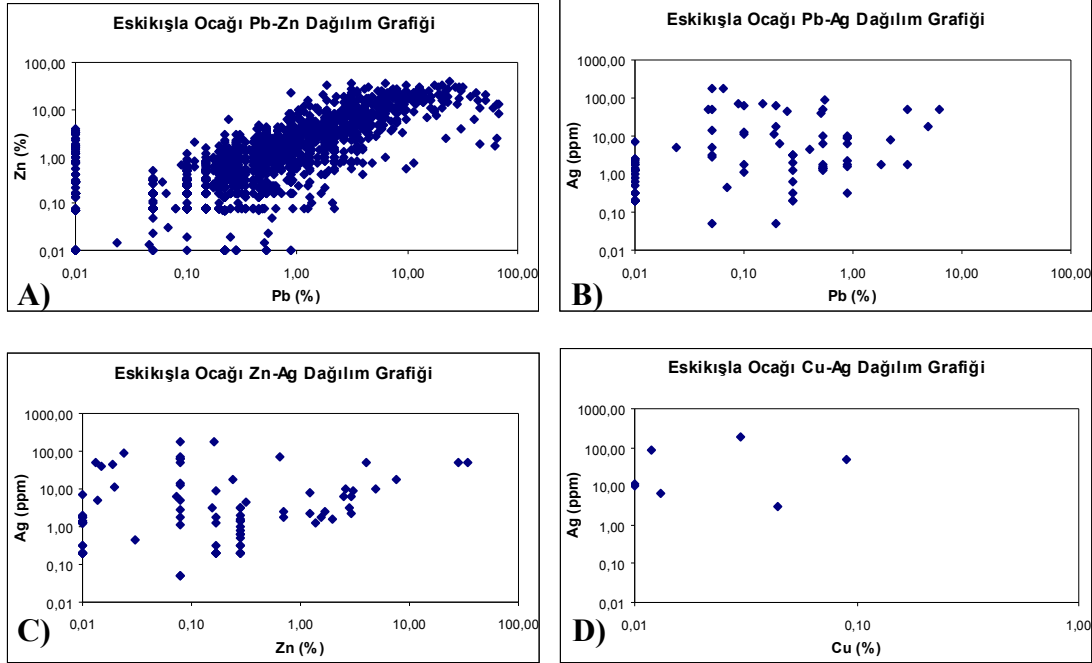 Eskikışla Ocağı Pb-Zn Dağılım Grafiği
100,00
10,00
1,00
0,10
0,01
Zn (%)
0,01 0,10 1,00 10,00 100,00
Pb (%)
A)
Eskikışla Ocağı Pb-Ag Dağılım Grafiği
1000,00
100,00
10,00
1,00
0,10
0,01
Ag (ppm)
0,01 0,10 1,00 10,00 100,00
Pb (%)
B)
Eskikışla Ocağı Zn-Ag Dağılım Grafiği
1000,00
100,00
10,00
1,00
0,10
0,01
Ag (ppm)
0,01 0,10 1,00 10,00 100,00
Zn (%)
C)
Eskikışla Ocağı Cu-Ag Dağılım Grafiği
1000,00
100,00
10,00
1,00
0,10
0,01
Ag (ppm)
0,01 0,10 1,00
Cu (%)
D)